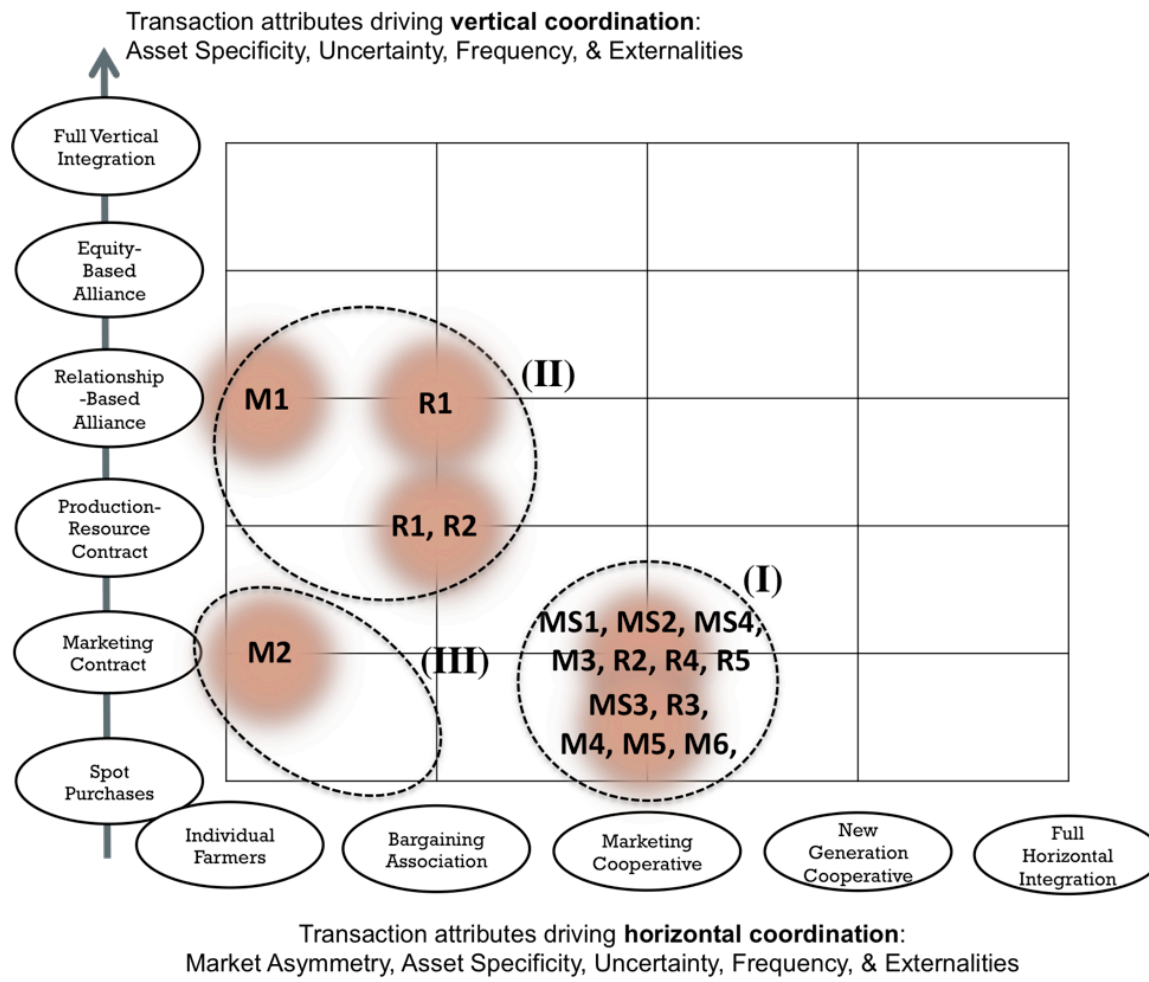 Transaction attributes driving vertical coordination:
Asset Specificity, Uncertainty, Frequency, & Externalities
Full Vertical
Integration
Equity-
Based
Alliance
Relationship
-Based
Alliance
Production-
Resource
Contract
Marketing
Contract
Spot
Purchases
M1
R1
(II)
R1, R2
(I)
MS1, MS2, MS4,
M3, R2, R4, R5
MS3, R3,
M4, M5, M6,
M2
(III)
Individual
Farmers
Bargaining
Association
Marketing
Cooperative
New
Generation
Cooperative
Full
Horizontal
Integration
Transaction attributes driving horizontal coordination:
Market Asymmetry, Asset Specificity, Uncertainty, Frequency, & Externalities